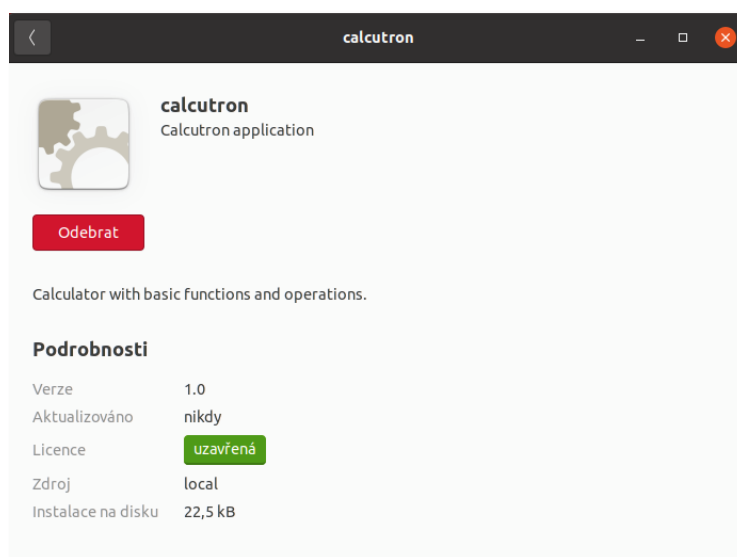 calcutron
calcutron
Calcutron application
Odebrat
Calculator with basic functions and operations.
Podrobnosti
Verze 1.0
Aktualizováno nikdy
Licence uzavřená
Zdroj local
Instalace na disku 22,5 kB